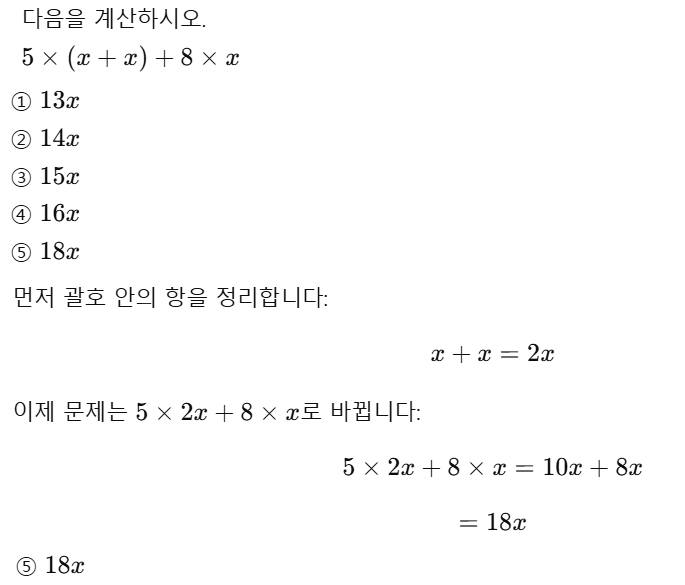 다음을 계산하시오.
5 × (x + x) + 8 × x
① 13x
② 14x
③ 15x
④ 16x
⑤ 18x
먼저 괄호 안의 항을 정리합니다:
x + x = 2x
이제 문제는 5 × 2x + 8 × x로 바뀝니다:
5 × 2x + 8 × x = 10x + 8x
= 18x
⑤ 18x